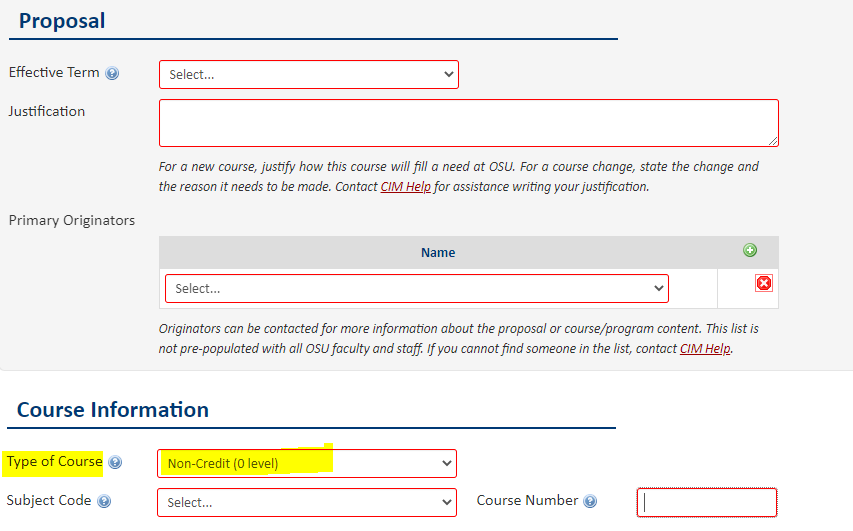 Proposal
Effective Term
Select...
Justification
For a new course, justify how this course will fill a need at OSU. For a course change, state the change and
the reason it needs to be made. Contact CIM Help for assistance writing your justification.
Primary Originators
Name
Select...
Originators can be contacted for more information about the proposal or course/program content. This list is
not pre-populated with all OSU faculty and staff. If you cannot find someone in the list, contact CIM Help.
Course Information
Type of Course
Non-Credit (0 level)
Subject Code
Select...
Course Number